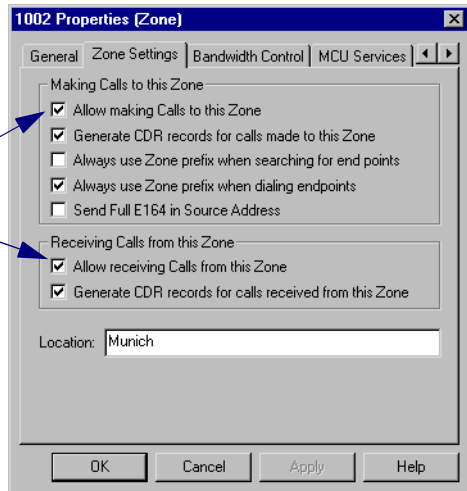 1002 Properties (Zone)
General Zone Settings Bandwidth Control MCU Services
Making Calls to this Zone
Allow making Calls to this Zone
Generate CDR records for calls made to this Zone
Always use Zone prefix when searching for end points
Always use Zone prefix when dialing endpoints
Send Full E164 in Source Address
Receiving Calls from this Zone
Allow receiving Calls from this Zone
Generate CDR records for calls received from this Zone
Location: Munich
OK Cancel Apply Help